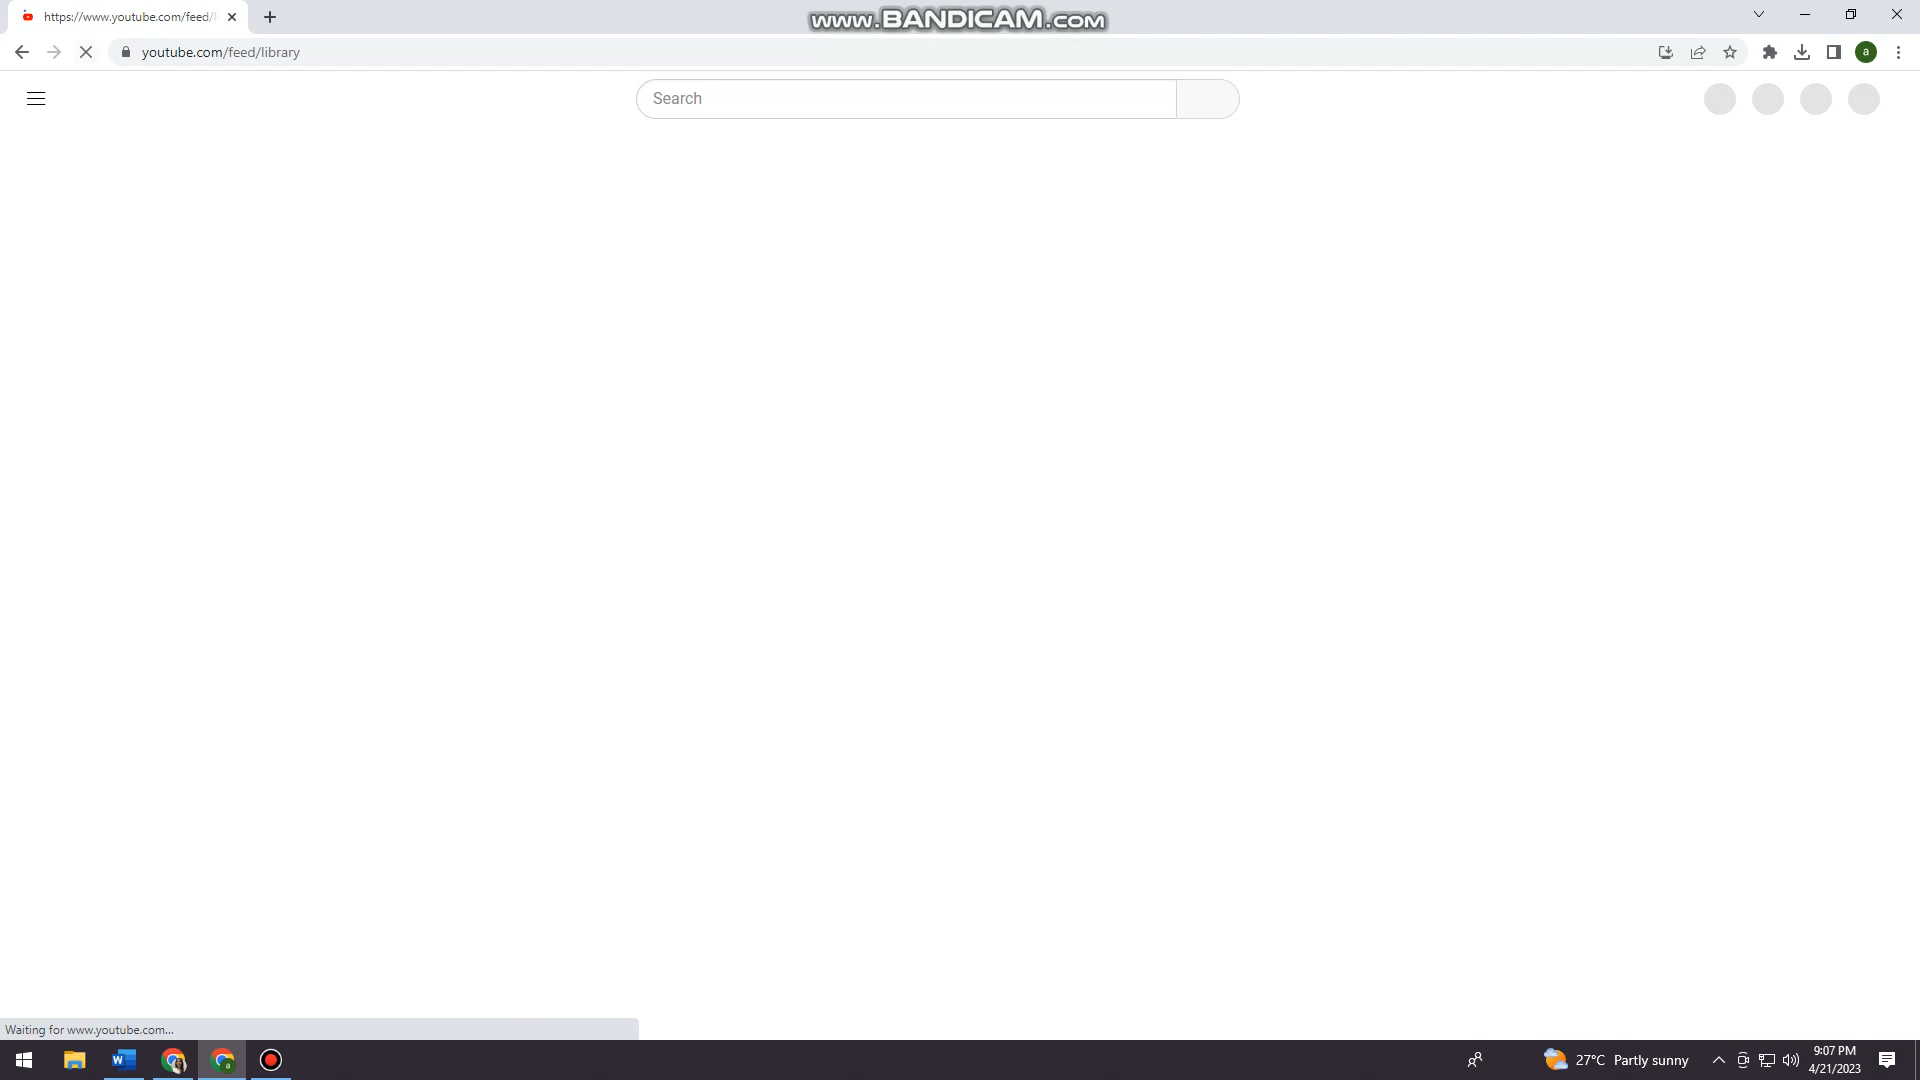 https://www.youtube.com/feed/l
www.BANDICAM.com
youtube.com/feed/library
a
Search
Waiting for www.youtube.com...
W
a
27°C Partly sunny
9:07 PM
4/21/2023